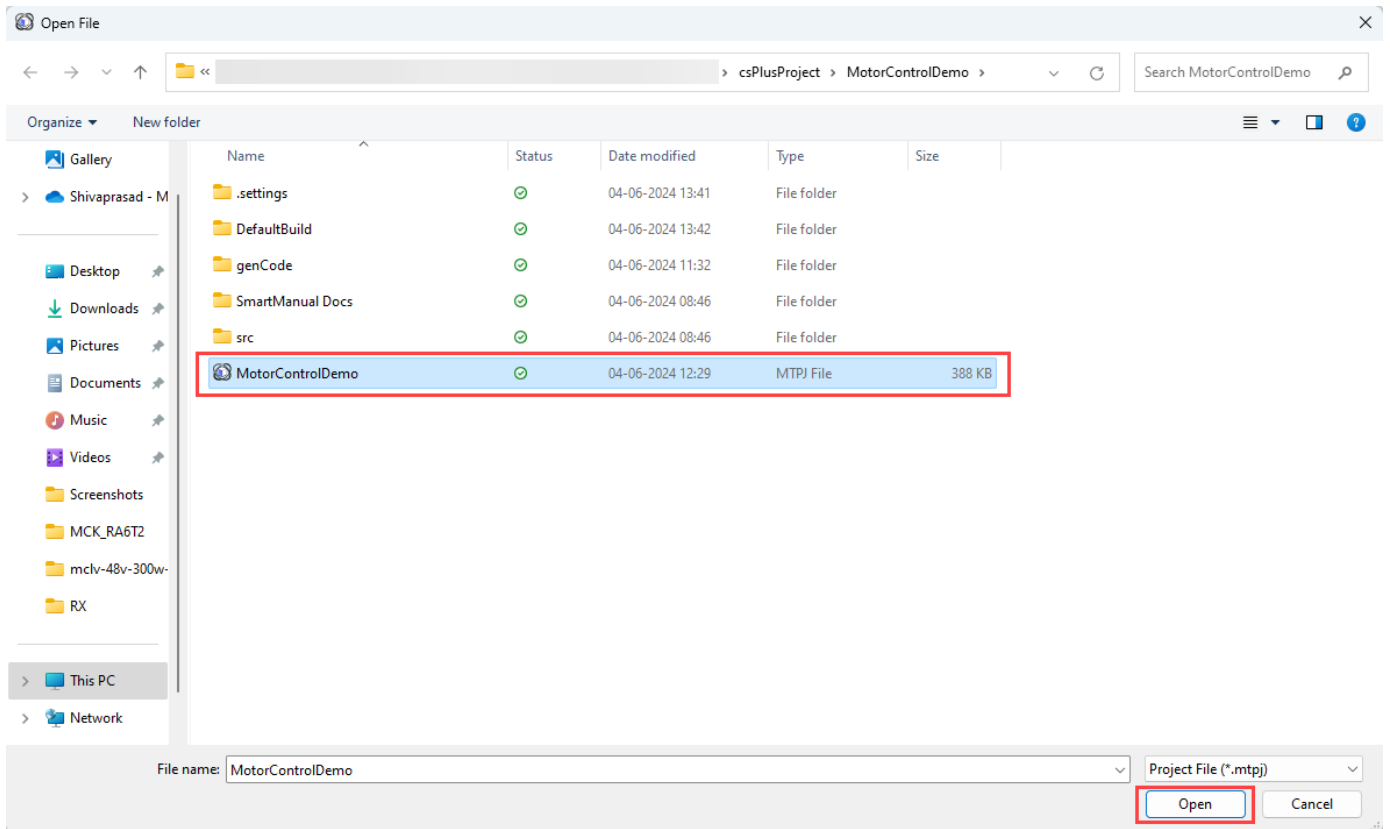 Open File
« › csPlusProject › MotorControlDemo › Search MotorControlDemo
Organize New folder
Name Status Date modified Type Size
Gallery
Shivaprasad - M
Desktop
Downloads
Pictures
Documents
Music
Videos
Screenshots
MCK_RA6T2
mclv-48v-300w-
RX
This PC
Network
.settings 04-06-2024 13:41 File folder
DefaultBuild 04-06-2024 13:42 File folder
genCode 04-06-2024 11:32 File folder
SmartManual Docs 04-06-2024 08:46 File folder
src 04-06-2024 08:46 File folder
MotorControlDemo 04-06-2024 12:29 MTPJ File 388 KB
File name: MotorControlDemo Project File (*.mtpj)
Open Cancel